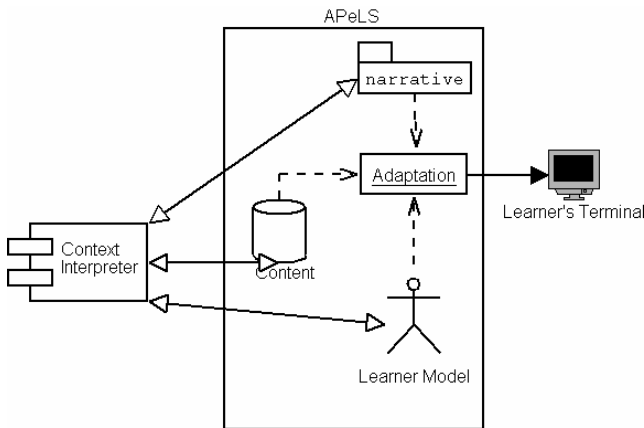 APeLS
narrative
Adaptation
Learner's Terminal
Context
Interpreter
Content
Learner Model